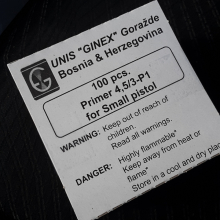 UNIS "GINEX" Goražde
Bosnia & Herzegovina
100 pcs.
Primer 4,5/3-P1
for Small pistol
WARNING: Keep out of reach of
children.
Read all warnings.
DANGER: Highly flammable"
Keep away from heat or
flame"
Store in a cool and dry place